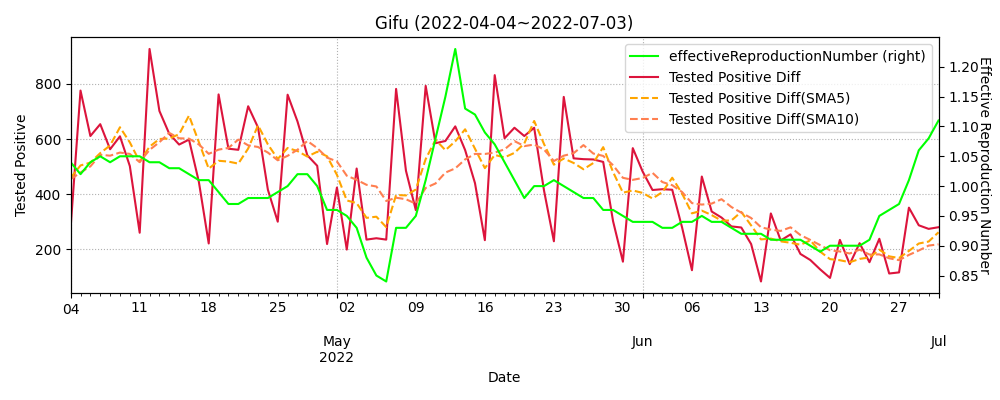 Gifu (2022-04-04~2022-07-03)
effectiveReproductionNumber (right)
Tested Positive Diff
Tested Positive Diff(SMA5)
Tested Positive Diff(SMA10)
Tested Positive
800
600
400
200
Effective Reproduction Number
1.20
1.15
1.10
1.05
1.00
0.95
0.90
0.85
04 11 18 25 02 09 16 23 30 06 13 20 27
May Jun Jul
2022
Date